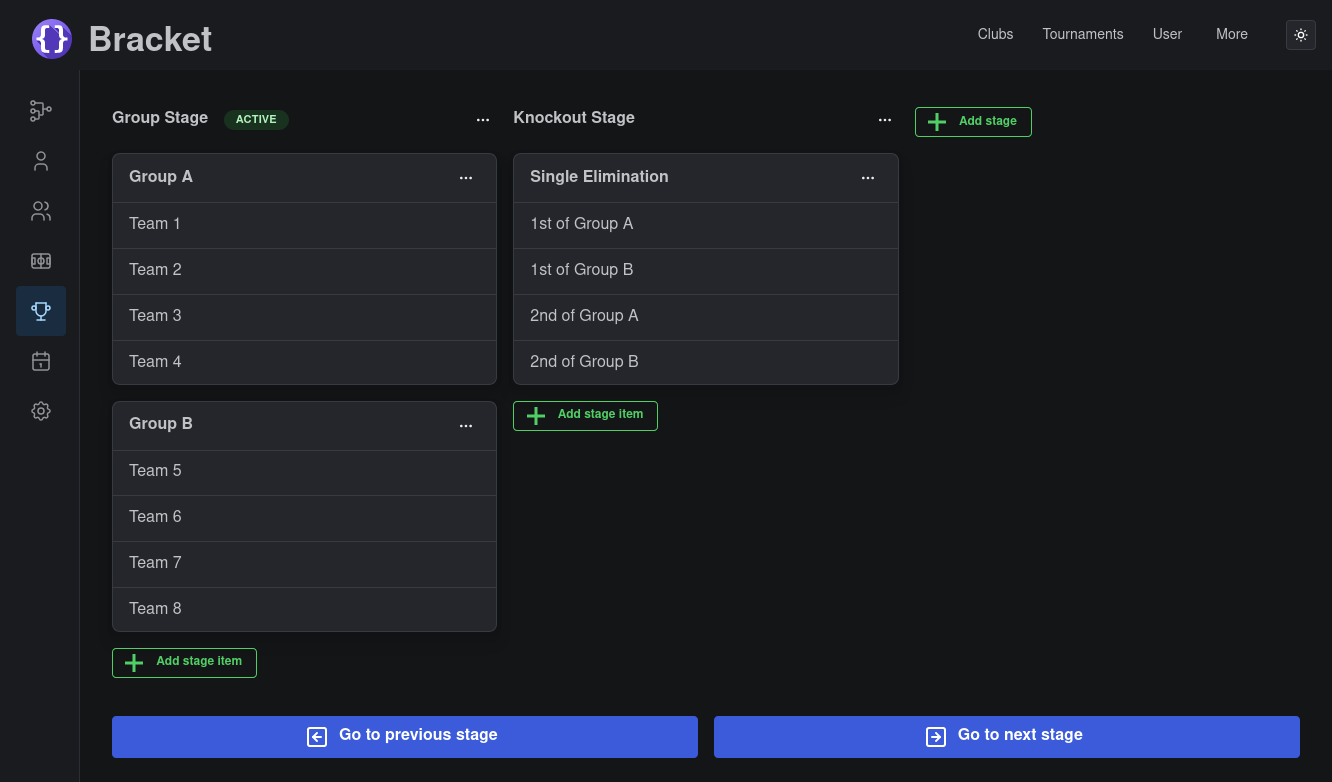 {} Bracket
Clubs Tournaments User More
Group Stage ACTIVE ...
Group A ...
Team 1
Team 2
Team 3
Team 4
Group B ...
Team 5
Team 6
Team 7
Team 8
Add stage item
Knockout Stage ...
Single Elimination ...
1st of Group A
1st of Group B
2nd of Group A
2nd of Group B
Add stage item
Add stage
Go to previous stage
Go to next stage